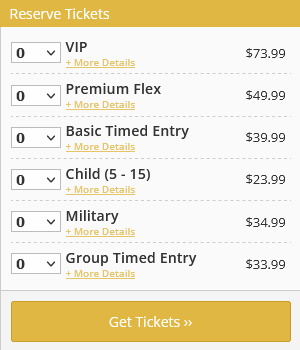 Reserve Tickets
0 VIP $73.99
+ More Details
0 Premium Flex $49.99
+ More Details
0 Basic Timed Entry $39.99
+ More Details
0 Child (5 - 15) $23.99
+ More Details
0 Military $34.99
+ More Details
0 Group Timed Entry $33.99
+ More Details
Get Tickets ››